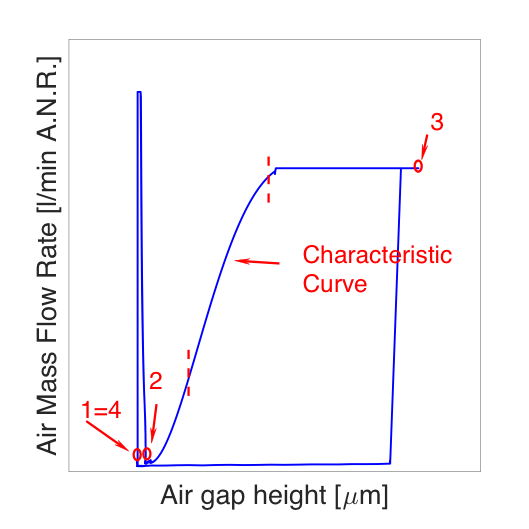 3
Characteristic
Curve
2
1=4
Air Mass Flow Rate [l/min A.N.R.]
Air gap height [μm]